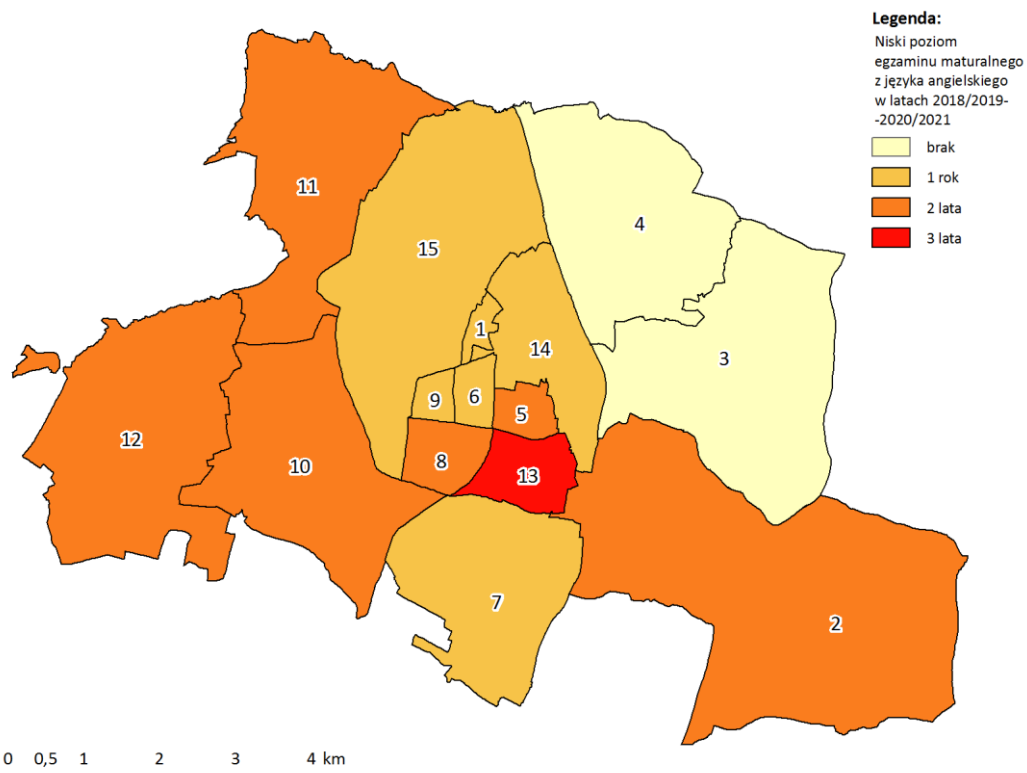 Legenda:
Niski poziom
egzaminu maturalnego
z języka angielskiego
w latach 2018/2019-
-2020/2021
brak
1 rok
2 lata
3 lata
11
4
15
1
14
3
9
6
5
12
10
8
13
7
2
0 0,5 1 2 3 4 km